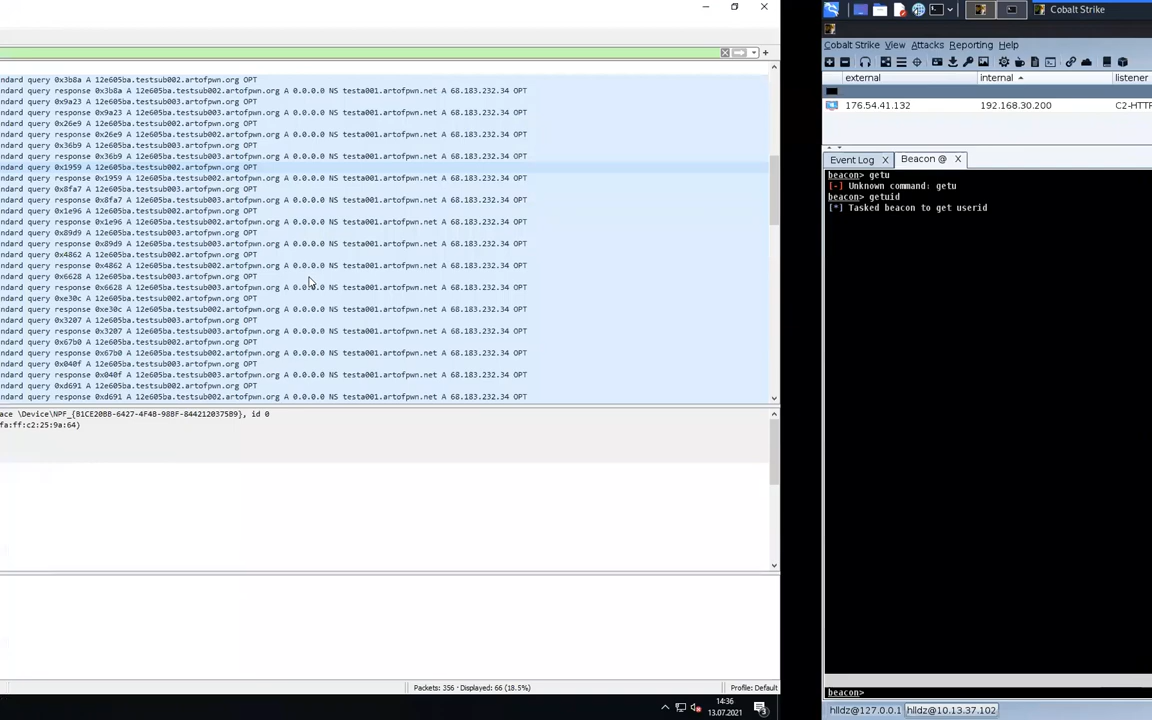 ndard query 0x3b8a A 12e605ba.testsub002.artofpwn.org OPT
ndard query response 0x3b8a A 12e605ba.testsub002.artofpwn.org A 0.0.0.0 NS testa001.artofpwn.net A 68.183.232.34 OPT
ndard query 0x9a23 A 12e605ba.testsub003.artofpwn.org OPT
ndard query response 0x9a23 A 12e605ba.testsub003.artofpwn.org A 0.0.0.0 NS testa001.artofpwn.net A 68.183.232.34 OPT
ndard query 0x26e9 A 12e605ba.testsub002.artofpwn.org OPT
ndard query response 0x26e9 A 12e605ba.testsub002.artofpwn.org A 0.0.0.0 NS testa001.artofpwn.net A 68.183.232.34 OPT
ndard query 0x36b9 A 12e605ba.testsub003.artofpwn.org OPT
ndard query response 0x36b9 A 12e605ba.testsub003.artofpwn.org A 0.0.0.0 NS testa001.artofpwn.net A 68.183.232.34 OPT
ndard query 0x1959 A 12e605ba.testsub002.artofpwn.org OPT
ndard query response 0x1959 A 12e605ba.testsub002.artofpwn.org A 0.0.0.0 NS testa001.artofpwn.net A 68.183.232.34 OPT
ndard query 0x8fa7 A 12e605ba.testsub003.artofpwn.org OPT
ndard query response 0x8fa7 A 12e605ba.testsub003.artofpwn.org A 0.0.0.0 NS testa001.artofpwn.net A 68.183.232.34 OPT
ndard query 0x1e96 A 12e605ba.testsub002.artofpwn.org OPT
ndard query response 0x1e96 A 12e605ba.testsub002.artofpwn.org A 0.0.0.0 NS testa001.artofpwn.net A 68.183.232.34 OPT
ndard query 0x89d9 A 12e605ba.testsub003.artofpwn.org OPT
ndard query response 0x89d9 A 12e605ba.testsub003.artofpwn.org A 0.0.0.0 NS testa001.artofpwn.net A 68.183.232.34 OPT
ndard query 0x4862 A 12e605ba.testsub002.artofpwn.org OPT
ndard query response 0x4862 A 12e605ba.testsub002.artofpwn.org A 0.0.0.0 NS testa001.artofpwn.net A 68.183.232.34 OPT
ndard query 0x6628 A 12e605ba.testsub003.artofpwn.org OPT
ndard query response 0x6628 A 12e605ba.testsub003.artofpwn.org A 0.0.0.0 NS testa001.artofpwn.net A 68.183.232.34 OPT
ndard query 0xe30c A 12e605ba.testsub002.artofpwn.org OPT
ndard query response 0xe30c A 12e605ba.testsub002.artofpwn.org A 0.0.0.0 NS testa001.artofpwn.net A 68.183.232.34 OPT
ndard query 0x3207 A 12e605ba.testsub003.artofpwn.org OPT
ndard query response 0x3207 A 12e605ba.testsub003.artofpwn.org A 0.0.0.0 NS testa001.artofpwn.net A 68.183.232.34 OPT
ndard query 0x67b0 A 12e605ba.testsub002.artofpwn.org OPT
ndard query response 0x67b0 A 12e605ba.testsub002.artofpwn.org A 0.0.0.0 NS testa001.artofpwn.net A 68.183.232.34 OPT
ndard query 0x040f A 12e605ba.testsub003.artofpwn.org OPT
ndard query response 0x040f A 12e605ba.testsub003.artofpwn.org A 0.0.0.0 NS testa001.artofpwn.net A 68.183.232.34 OPT
ndard query 0xd691 A 12e605ba.testsub002.artofpwn.org OPT
ndard query response 0xd691 A 12e605ba.testsub002.artofpwn.org A 0.0.0.0 NS testa001.artofpwn.net A 68.183.232.34 OPT
ace \Device\NPF_{B1CE20BB-6427-4F4B-988F-8442120375B9}, id 0
fa:ff:c2:25:9a:64)
Packets: 356 · Displayed: 66 (18.5%)
Profile: Default
14:36
13.07.2021
3
Cobalt Strike
Cobalt Strike View Attacks Reporting Help
external internal listener
176.54.41.132 192.168.30.200 C2-HTTP
Event Log X Beacon @ X
beacon> getu
[-] Unknown command: getu
beacon> getuid
[*] Tasked beacon to get userid
beacon>
hlldz@127.0.0.1 hlldz@10.13.37.102